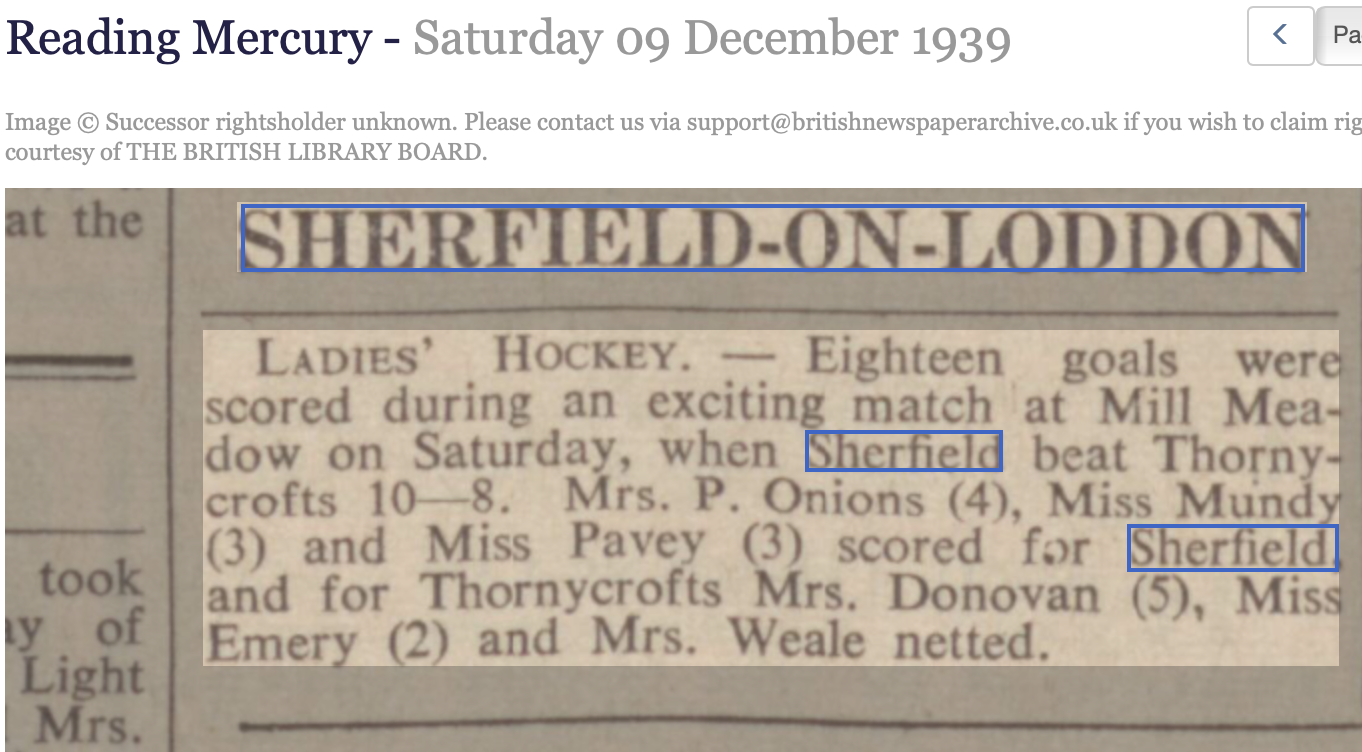 Reading Mercury - Saturday 09 December 1939
Pa
Image © Successor rightsholder unknown. Please contact us via support@britishnewspaperarchive.co.uk if you wish to claim rig
courtesy of THE BRITISH LIBRARY BOARD.
at the
took
of
Light
Mrs.
SHERFIELD-ON-LODDON
LADIES' HOCKEY. — Eighteen goals were
scored during an exciting match at Mill Mea-
dow on Saturday, when Sherfield beat Thorny-
crofts 10—8. Mrs. P. Onions (4), Miss Mundy
(3) and Miss Pavey (3) scored for Sherfield,
and for Thornycrofts Mrs. Donovan (5), Miss
Emery (2) and Mrs. Weale netted.